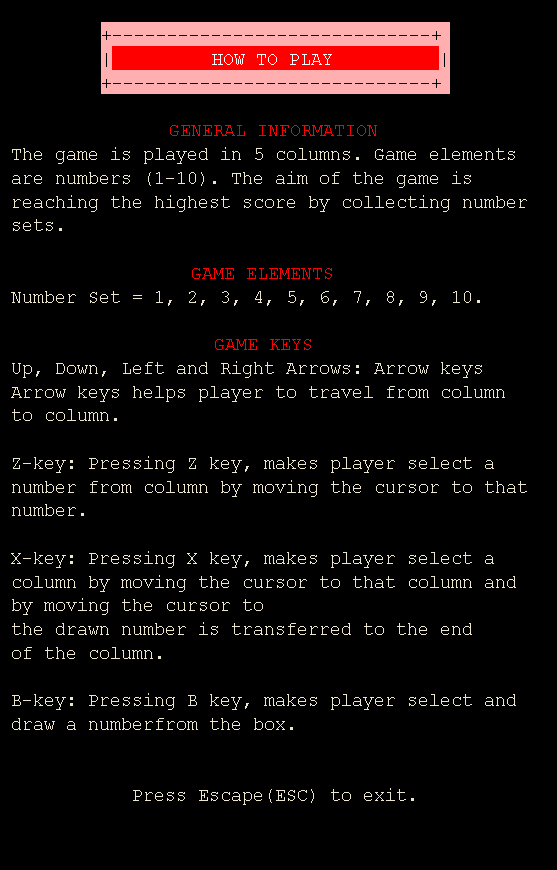 +-----------------------------+
| HOW TO PLAY |
+-----------------------------+
GENERAL INFORMATION
The game is played in 5 columns. Game elements
are numbers (1-10). The aim of the game is
reaching the highest score by collecting number
sets.
GAME ELEMENTS
Number Set = 1, 2, 3, 4, 5, 6, 7, 8, 9, 10.
GAME KEYS
Up, Down, Left and Right Arrows: Arrow keys
Arrow keys helps player to travel from column
to column.
Z-key: Pressing Z key, makes player select a
number from column by moving the cursor to that
number.
X-key: Pressing X key, makes player select a
column by moving the cursor to that column and
by moving the cursor to
the drawn number is transferred to the end
of the column.
B-key: Pressing B key, makes player select and
draw a numberfrom the box.
Press Escape(ESC) to exit.